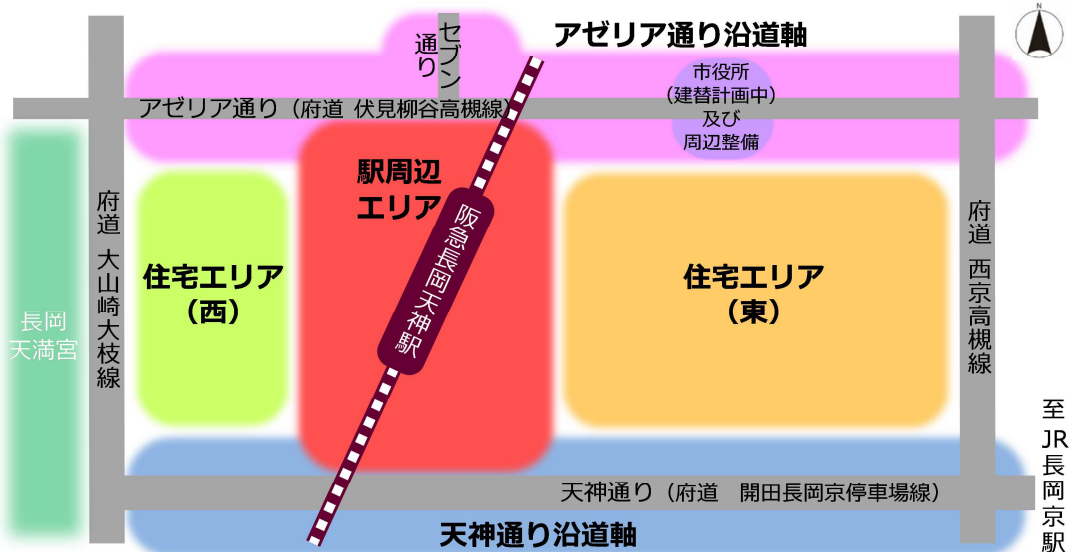 N
セブン
通り
アゼリア通り沿道軸
市役所
（建替計画中）
及び
周辺整備
アゼリア通り（府道 伏見柳谷高槻線）
駅周辺
エリア
阪急長岡天神駅
府道 大山崎大枝線
住宅エリア
（西）
住宅エリア
（東）
府道 西京高槻線
長岡
天満宮
至
JR
長岡京駅
天神通り（府道 開田長岡京停車場線）
天神通り沿道軸